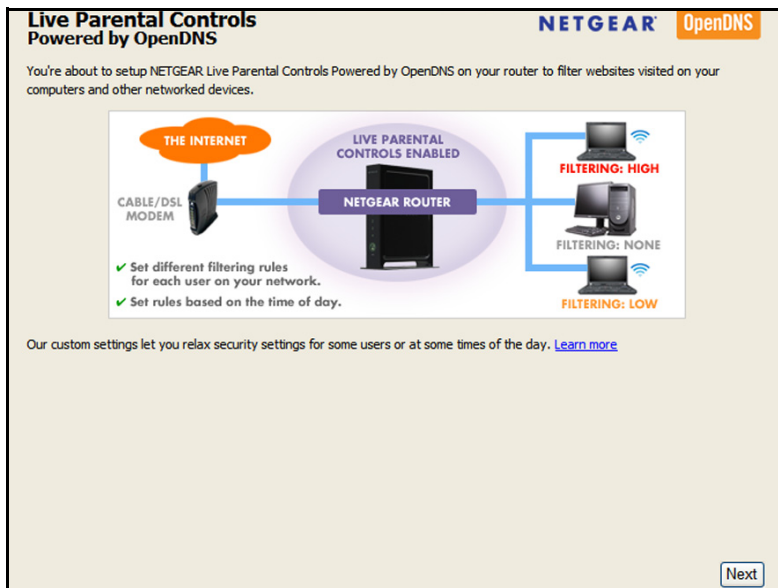 Live Parental Controls
Powered by OpenDNS
NETGEAR
OpenDNS
You're about to setup NETGEAR Live Parental Controls Powered by OpenDNS on your router to filter websites visited on your
computers and other networked devices.
THE INTERNET
LIVE PARENTAL
CONTROLS ENABLED
CABLE/DSL
MODEM
NETGEAR ROUTER
FILTERING: HIGH
FILTERING: NONE
FILTERING: LOW
✔ Set different filtering rules
for each user on your network.
✔ Set rules based on the time of day.
Our custom settings let you relax security settings for some users or at some times of the day. Learn more
Next